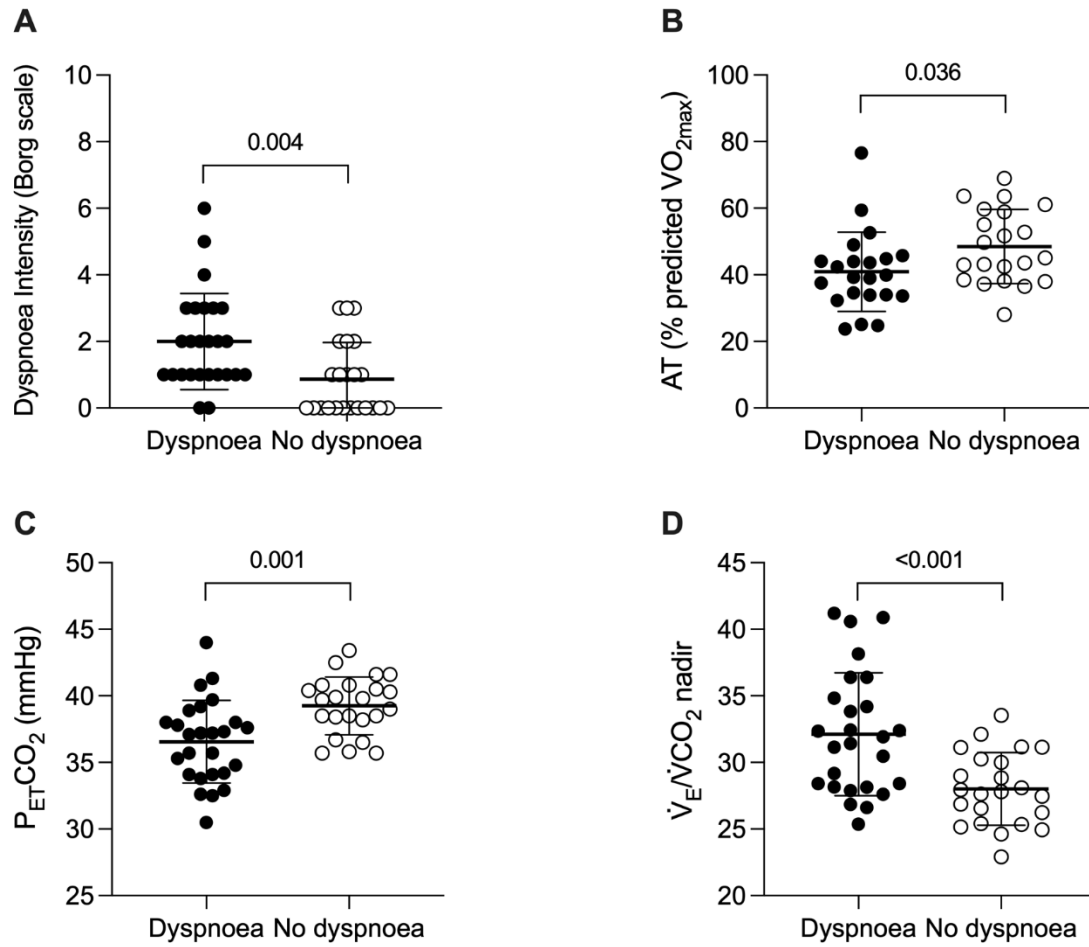 A
Dyspnoea Intensity (Borg scale)
10
8
6
4
2
0
0.004
Dyspnoea No dyspnoea
B
AT (% predicted VO2max)
100
80
60
40
20
0
0.036
Dyspnoea No dyspnoea
C
PETCO2 (mmHg)
50
45
40
35
30
25
0.001
Dyspnoea No dyspnoea
D
V̇E/V̇CO2 nadir
45
40
35
30
25
20
<0.001
Dyspnoea No dyspnoea